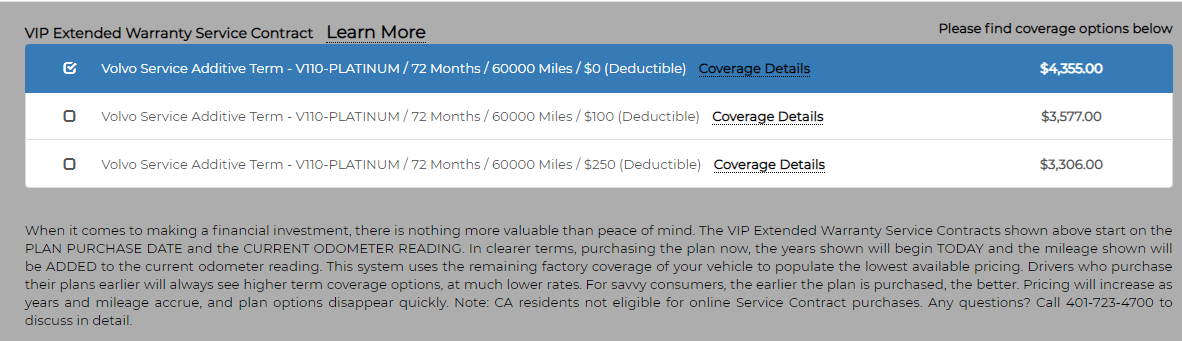 VIP Extended Warranty Service Contract Learn More
Please find coverage options below
Volvo Service Additive Term - V110-PLATINUM / 72 Months / 60000 Miles / $0 (Deductible) Coverage Details $4,355.00
Volvo Service Additive Term - V110-PLATINUM / 72 Months / 60000 Miles / $100 (Deductible) Coverage Details $3,577.00
Volvo Service Additive Term - V110-PLATINUM / 72 Months / 60000 Miles / $250 (Deductible) Coverage Details $3,306.00
When it comes to making a financial investment, there is nothing more valuable than peace of mind. The VIP Extended Warranty Service Contracts shown above start on the
PLAN PURCHASE DATE and the CURRENT ODOMETER READING. In clearer terms, purchasing the plan now, the years shown will begin TODAY and the mileage shown will
be ADDED to the current odometer reading. This system uses the remaining factory coverage of your vehicle to populate the lowest available pricing. Drivers who purchase
their plans earlier will always see higher term coverage options, at much lower rates. For savvy consumers, the earlier the plan is purchased, the better. Pricing will increase as
years and mileage accrue, and plan options disappear quickly. Note: CA residents not eligible for online Service Contract purchases. Any questions? Call 401-723-4700 to
discuss in detail.